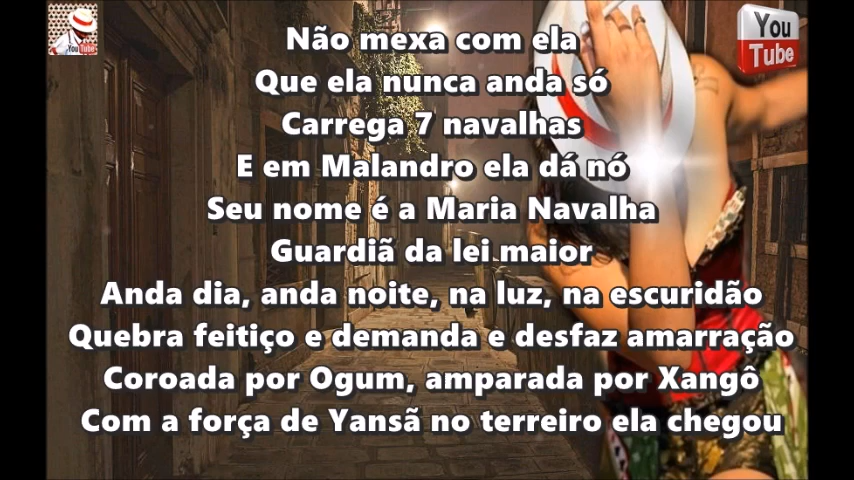 You Tube
You
Tube
Não mexa com ela
Que ela nunca anda só
Carrega 7 navalhas
E em Malandro ela dá nó
Seu nome é a Maria Navalha
Guardiã da lei maior
Anda dia, anda noite, na luz, na escuridão
Quebra feitiço e demanda e desfaz amarração
Coroada por Ogum, amparada por Xangô
Com a força de Yansã no terreiro ela chegou